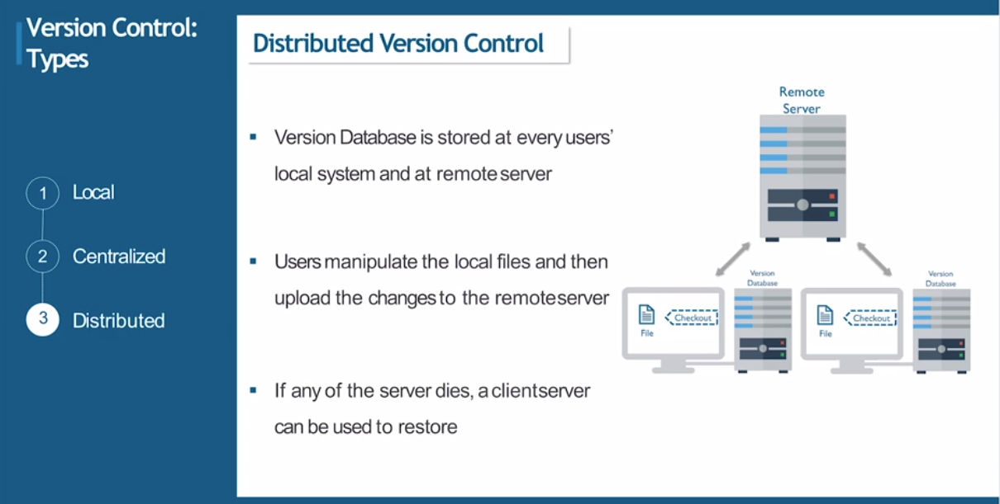 Version Control:
Types
1 Local
2 Centralized
3 Distributed
Distributed Version Control
▪ Version Database is stored at every users’
local system and at remote server
▪ Users manipulate the local files and then
upload the changes to the remote server
▪ If any of the server dies, a client server
can be used to restore
Remote
Server
Version
Database
File
Checkout
Version
Database
File
Checkout